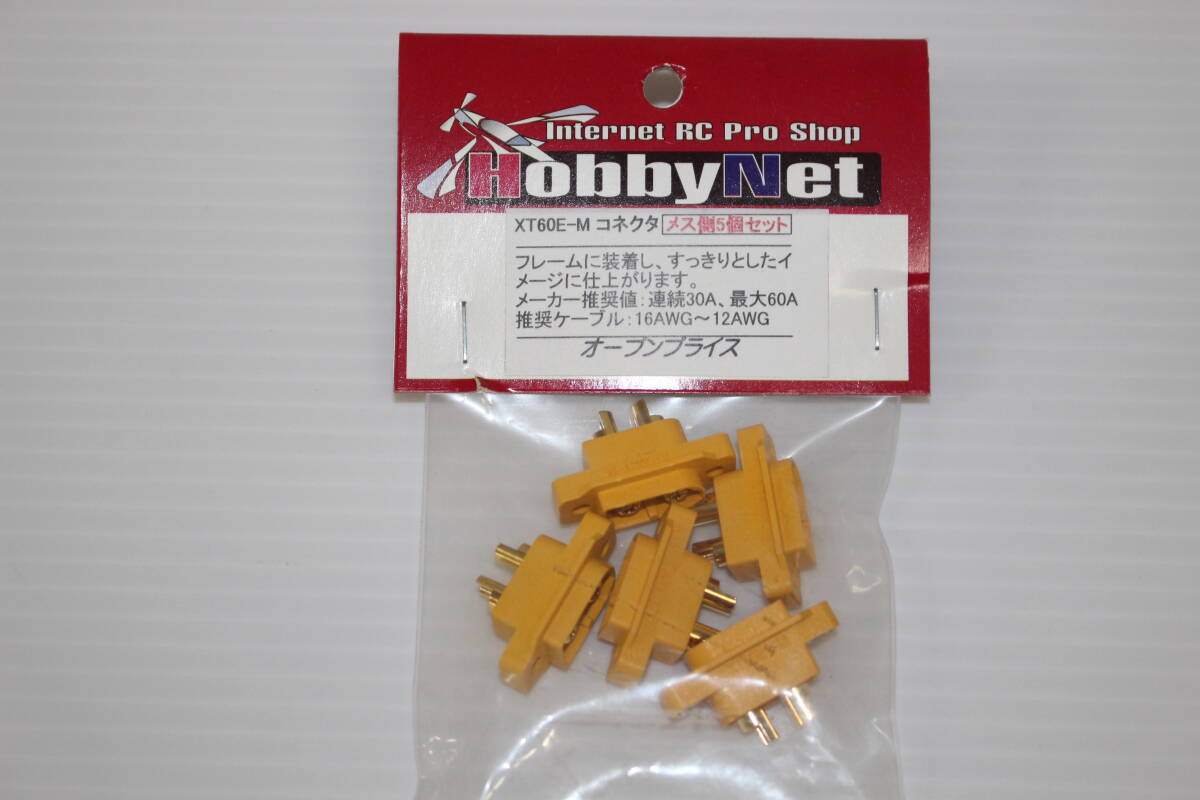 Internet RC Pro Shop
HobbyNet
XT60E-M コネクタ メス側5個セット
フレームに装着し、すっきりとしたイ
メージに仕上がります。
メーカー推奨値：連続30A、最大60A
推奨ケーブル：16AWG～12AWG
オープンプライス